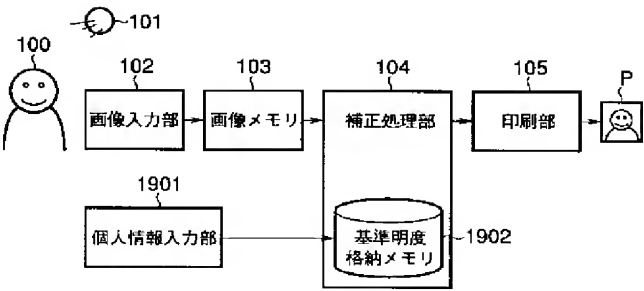 101
100
102
103
104
105
P
画像入力部
画像メモリ
補正処理部
印刷部
1901
個人情報入力部
基準明度
格納メモリ
1902